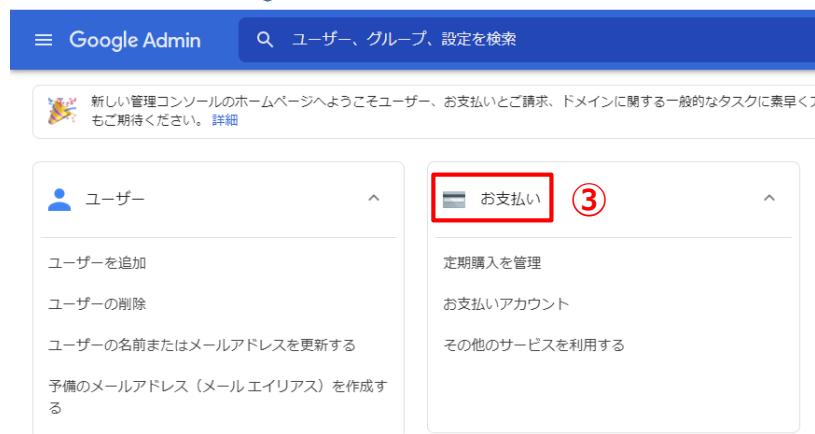 Google Admin
ユーザー、グループ、設定を検索
新しい管理コンソールのホームページへようこそユーザー、お支払いとご請求、ドメインに関する一般的なタスクに素早く
もご期待ください。 詳細
ユーザー
お支払い
③
ユーザーを追加
定期購入を管理
ユーザーの削除
お支払いアカウント
ユーザーの名前またはメールアドレスを更新する
その他のサービスを利用する
予備のメールアドレス（メール エイリアス）を作成す
る